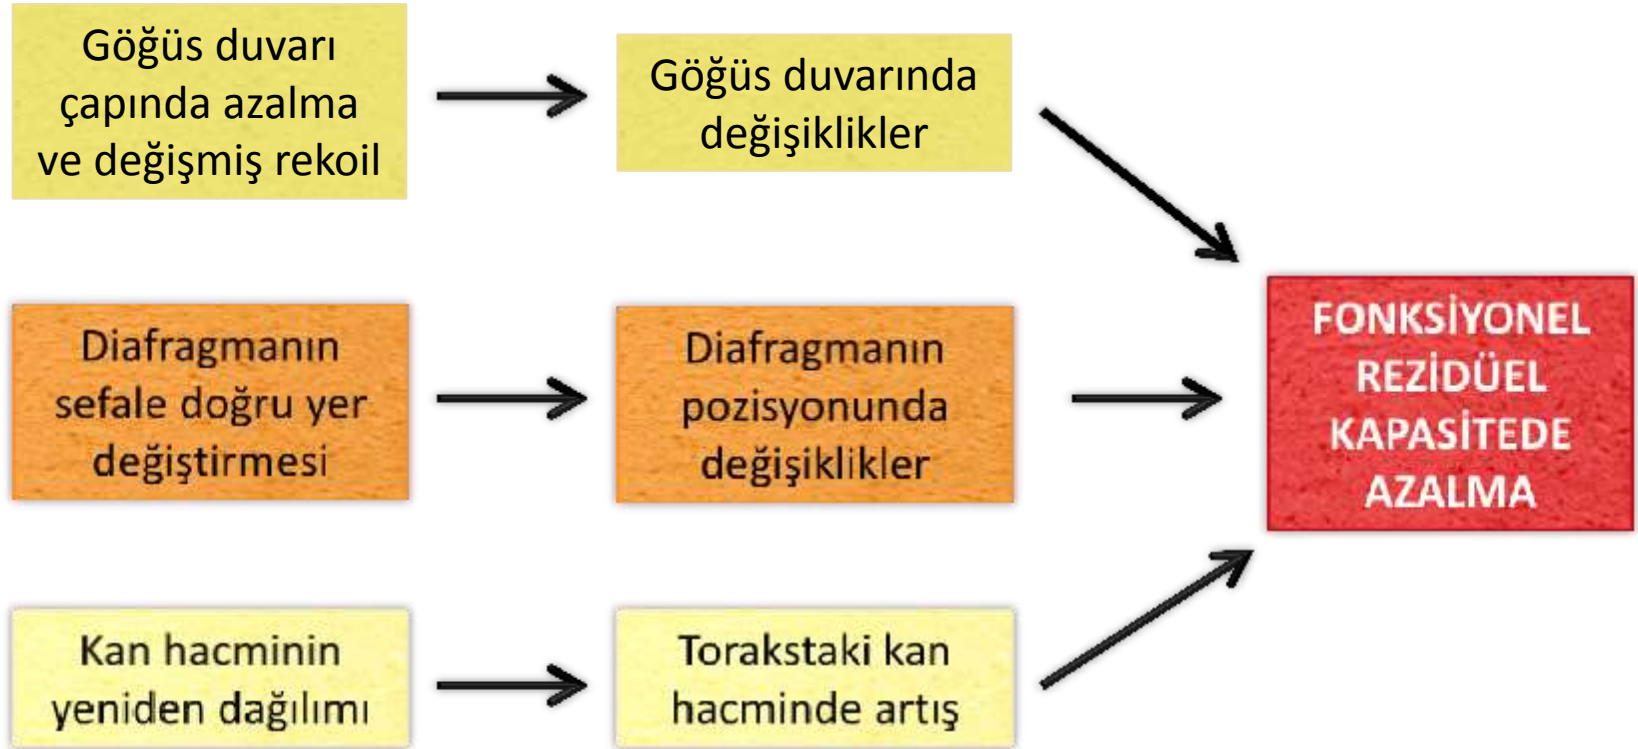 Göğüs duvarı
çapında azalma
ve değişmiş rekoil
Göğüs duvarında
değişiklikler
Diafragmanın
sefale doğru yer
değiştirmesi
Diafragmanın
pozisyonunda
değişiklikler
FONKSİYONEL
REZİDÜEL
KAPASİTEDE
AZALMA
Kan hacminin
yeniden dağılımı
Torakstaki kan
hacminde artış